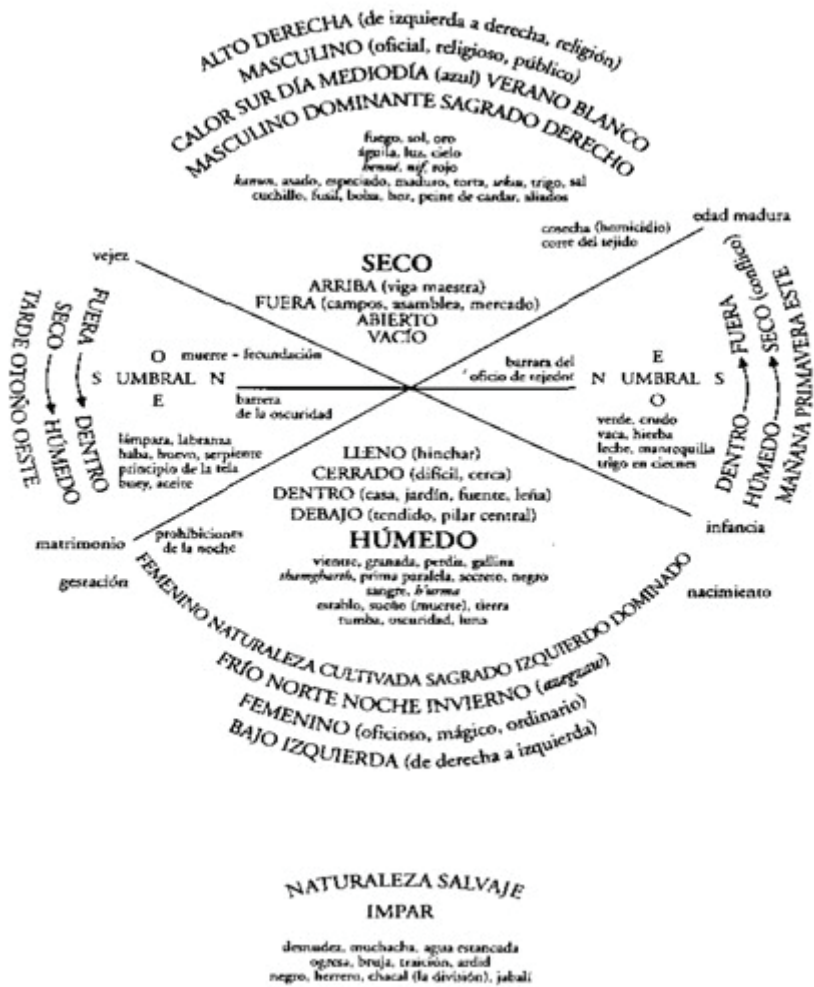 ALTO DERECHA (de izquierda a derecha, religión)
MASCULINO (oficial, religioso, público)
CALOR SUR DÍA MEDIODÍA (azul) VERANO BLANCO
MASCULINO DOMINANTE SAGRADO DERECHO
fuego, sol, oro
águila, luz, cielo
henné, nif, rojo
asado, especiado, maduro, torta, trigo, sal
cuchillo, fusil, bolsa, hoz, peine de cardar, aliados
cosecha (homicidio)
corte del tejido
edad madura
vejez
SECO
ARRIBA (viga maestra)
FUERA (campos, asamblea, mercado)
ABIERTO
VACÍO
TARDE OTOÑO OESTE
SECO HÚMEDO
FUERA DENTRO
O
S UMBRAL N
E
muerte - fecundación
barrera
de la oscuridad
lámpara, labranza
haba, huevo, serpiente
principio de la tela
buey, aceite
barrara del
oficio de tejedor
E
N UMBRAL S
O
verde, crudo
vaca, hierba
leche, mantequilla
trigo en ciernes
DENTRO FUERA
HÚMEDO SECO (conflico)
MAÑANA PRIMAVERA ESTE
LLENO (hinchar)
CERRADO (difícil, cerca)
DENTRO (casa, jardín, fuente, leña)
DEBAJO (tendido, pilar central)
HÚMEDO
vientre, granada, perdiz, gallina
thamgharth, prima paralela, secreto, negro
sangre, h'urma
establo, sueño (muerte), tierra
tumba, oscuridad, luna
matrimonio
prohibiciones
de la noche
gestación
infancia
nacimiento
FEMENINO NATURALEZA CULTIVADA SAGRADO IZQUIERDO DOMINADO
FRÍO NORTE NOCHE INVIERNO (azegzaw)
FEMENINO (oficioso, mágico, ordinario)
BAJO IZQUIERDA (de derecha a izquierda)
NATURALEZA SALVAJE
IMPAR
desnudez, muchacha, agua estancada
ogresa, bruja, traición, ardid
negro, herrero, chacal (la división), jabalí